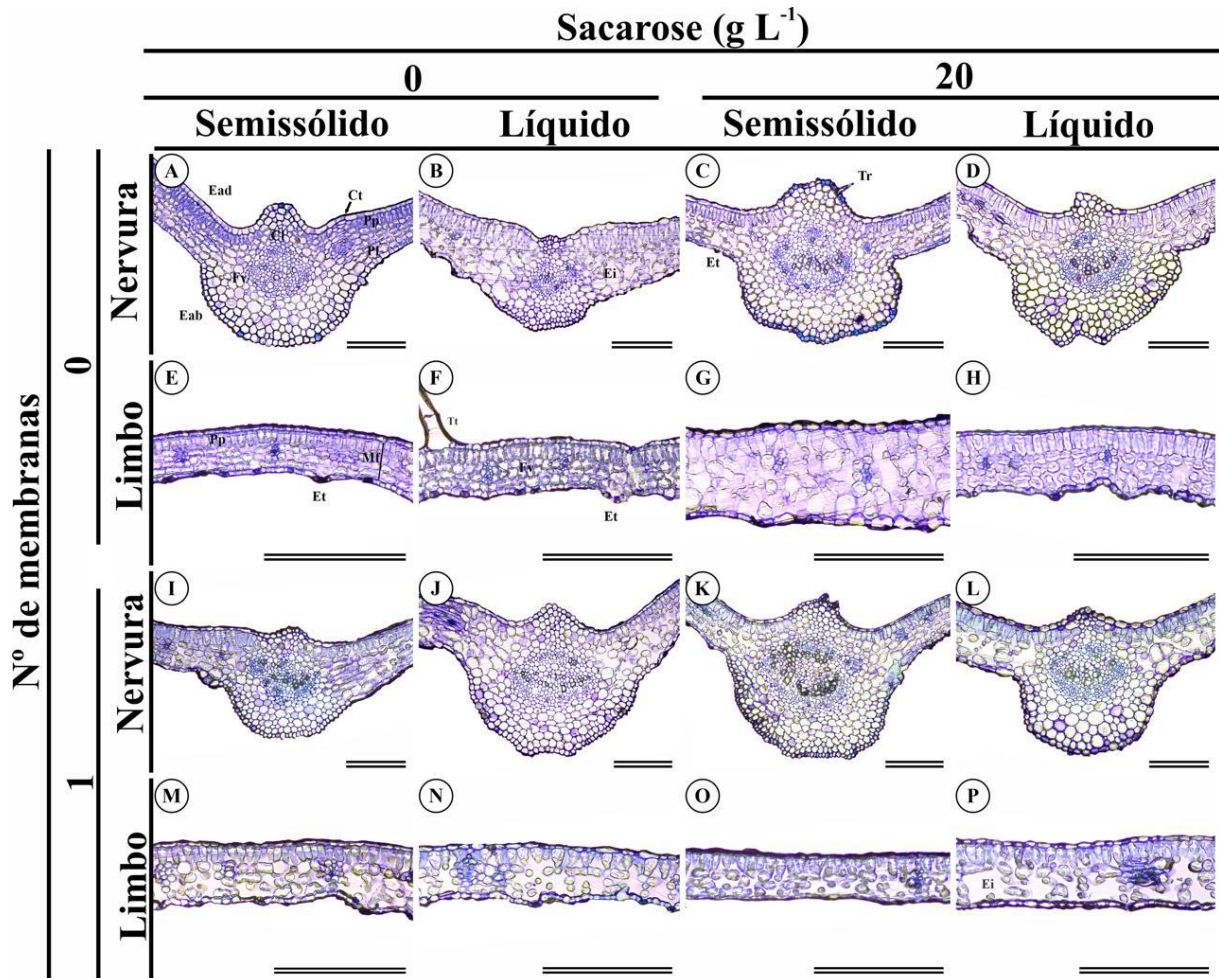 Sacarose (g L⁻¹)
0 20
Semissólido Líquido Semissólido Líquido
Nº de membranas
0
Nervura
A Ead Ct Pp Cl Pl Fv Eab
B Ei
C Tr Et
D
Limbo
E Pp Mf Et
F Tt Fv Et
G
H
1
Nervura
I
J
K
L
Limbo
M
N
O
P Ei